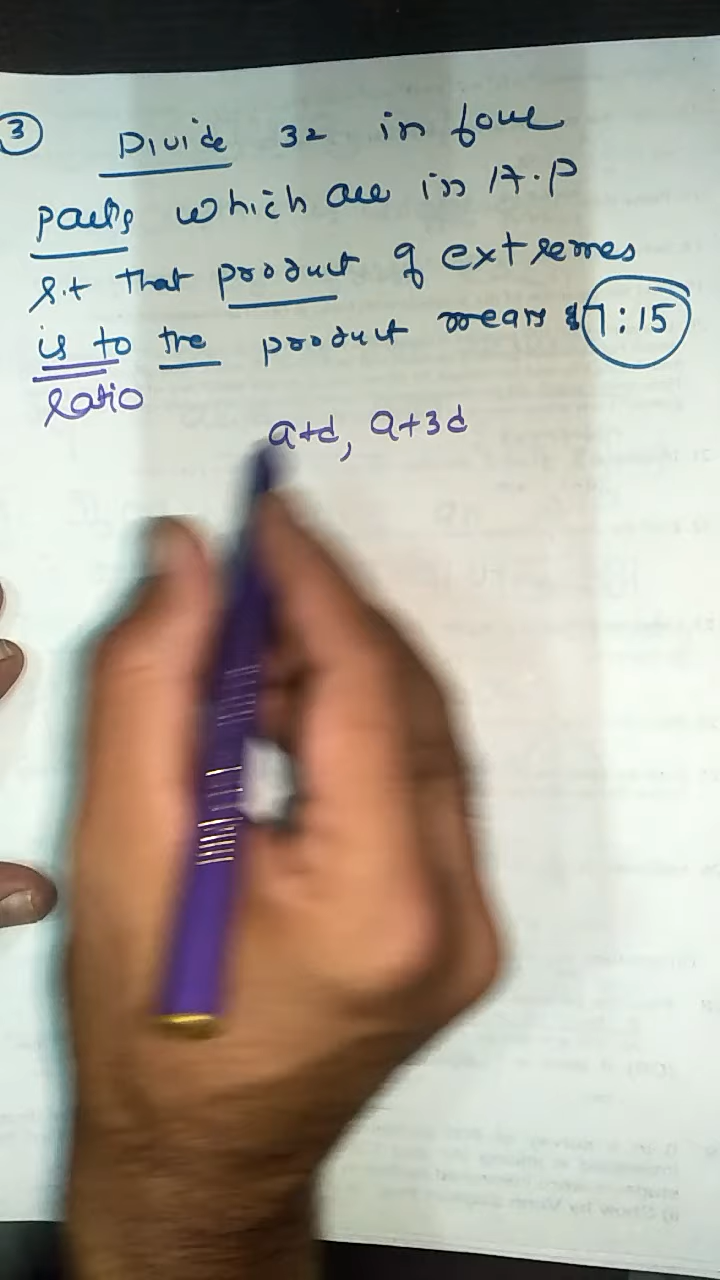 ③ Divide 32 in four
parts which are in A.P
s.t that product of extremes
is to the product means is 7:15
ratio
a+d, a+3d